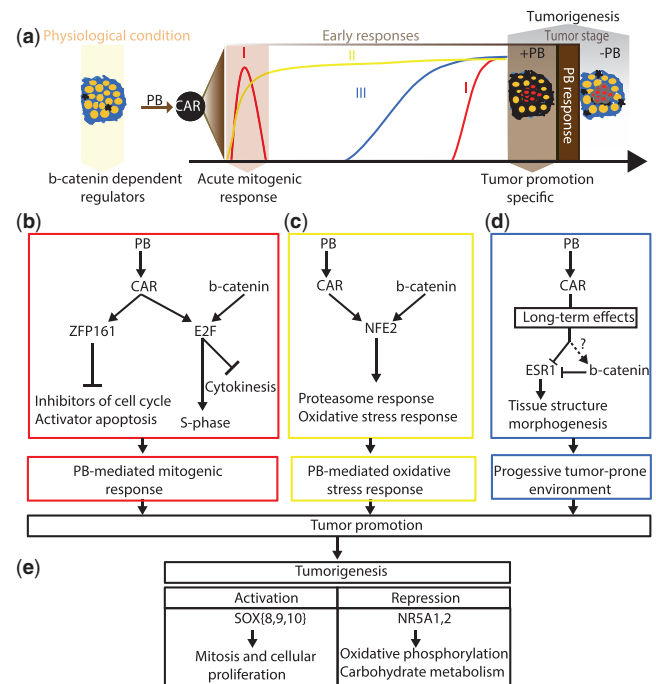 (a)
Physiological condition
Early responses
Tumorigenesis
Tumor stage
+PB
-PB
I
II
III
I
PB
CAR
PB response
b-catenin dependent
regulators
Acute mitogenic
response
Tumor promotion
specific
(b)
PB
CAR
b-catenin
ZFP161
E2F
Cytokinesis
Inhibitors of cell cycle
Activator apoptosis
S-phase
PB-mediated mitogenic
response
(c)
PB
CAR
b-catenin
NFE2
Proteasome response
Oxidative stress response
PB-mediated oxidative
stress response
(d)
PB
CAR
Long-term effects
?
ESR1
b-catenin
Tissue structure
morphogenesis
Progessive tumor-prone
environment
Tumor promotion
(e)
Tumorigenesis
Activation
Repression
SOX{8,9,10}
NR5A1,2
Mitosis and cellular
proliferation
Oxidative phosphorylation
Carbohydrate metabolism